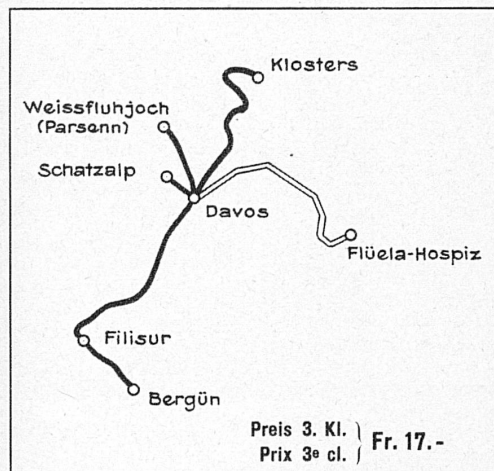 Klosters
Weissfluhjoch
(Parsenn)
Schatzalp
Davos
Flüela-Hospiz
Filisur
Bergün
Preis 3. Kl. } Fr. 17.-
Prix 3e cl.